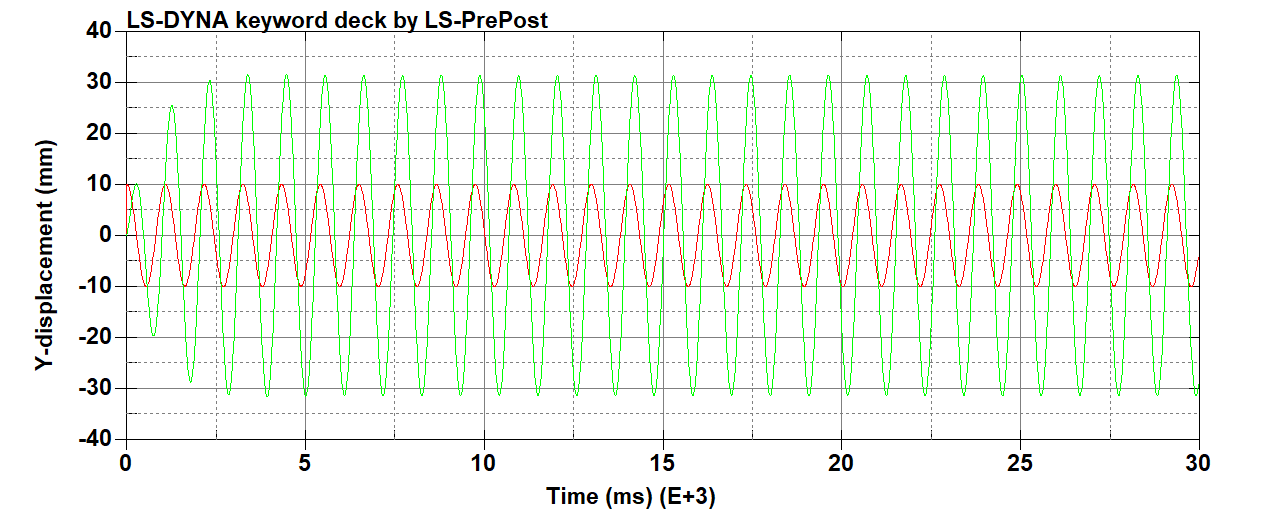 LS-DYNA keyword deck by LS-PrePost
40
30
20
10
0
-10
-20
-30
-40
Y-displacement (mm)
0 5 10 15 20 25 30
Time (ms) (E+3)